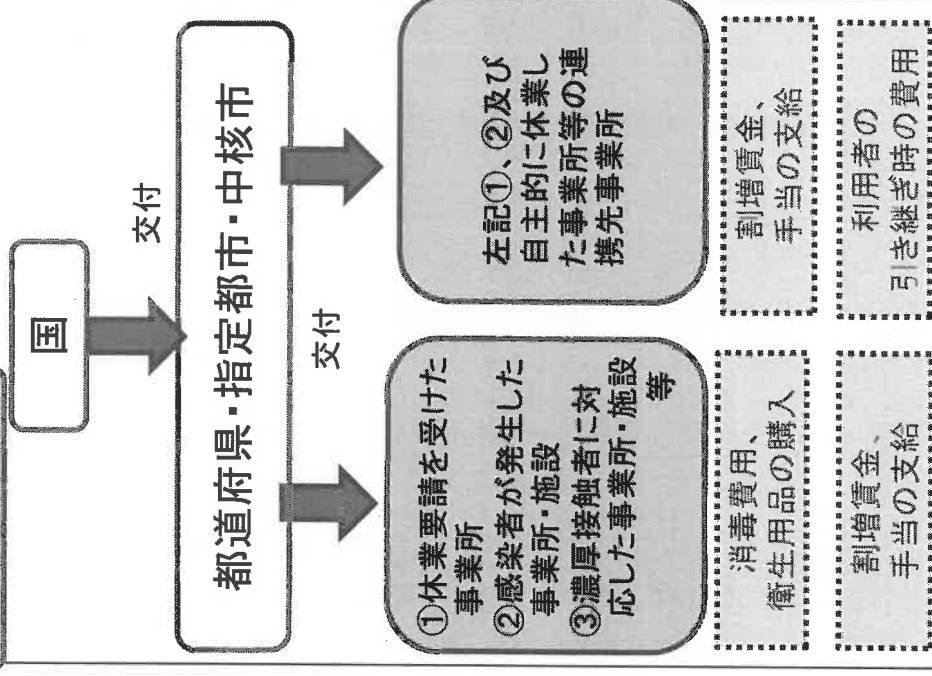 国
交付
都道府県・指定都市・中核市
交付
①休業要請を受けた
事業所
②感染者が発生した
事業所・施設
③濃厚接触者に対
応した事業所・施設
等
左記①、②及び
自主的に休業し
た事業所等の連
携先事業所
消毒費用、
衛生用品の購入
割増賃金、
手当の支給
割増賃金、
手当の支給
利用者の
引き継ぎ時の費用